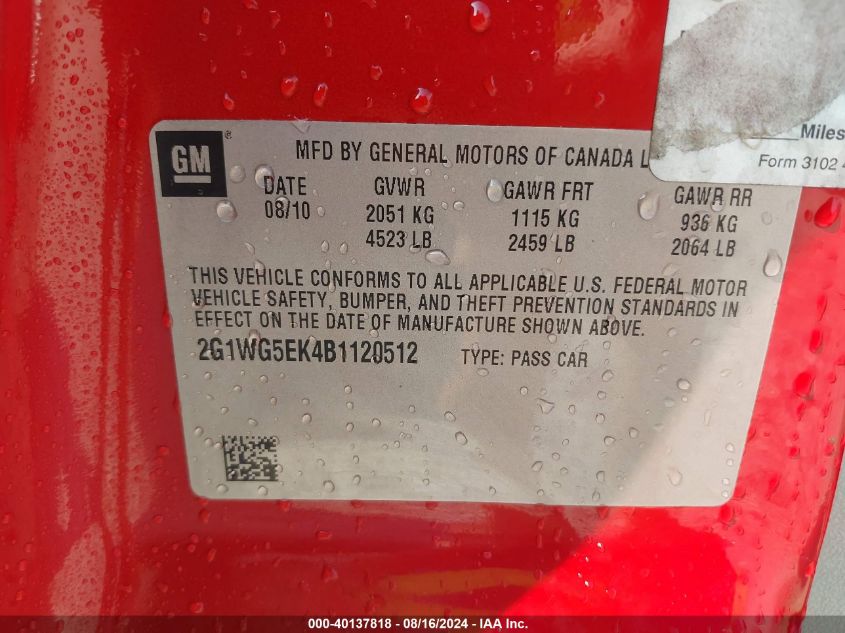 Miles
Form 3102
GM®
MFD BY GENERAL MOTORS OF CANADA L
DATE GVWR GAWR FRT GAWR RR
08/10 2051 KG 1115 KG 936 KG
4523 LB 2459 LB 2064 LB
THIS VEHICLE CONFORMS TO ALL APPLICABLE U.S. FEDERAL MOTOR
VEHICLE SAFETY, BUMPER, AND THEFT PREVENTION STANDARDS IN
EFFECT ON THE DATE OF MANUFACTURE SHOWN ABOVE.
2G1WG5EK4B1120512 TYPE: PASS CAR
000-40137818 - 08/16/2024 - IAA Inc.